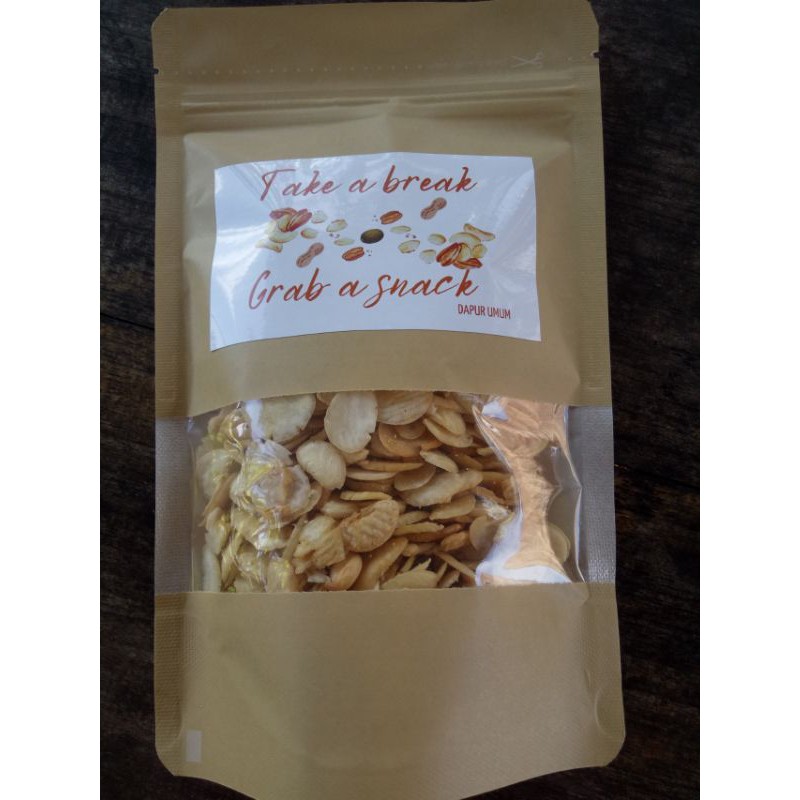 Take a break
Grab a snack
DAPUR UMUM